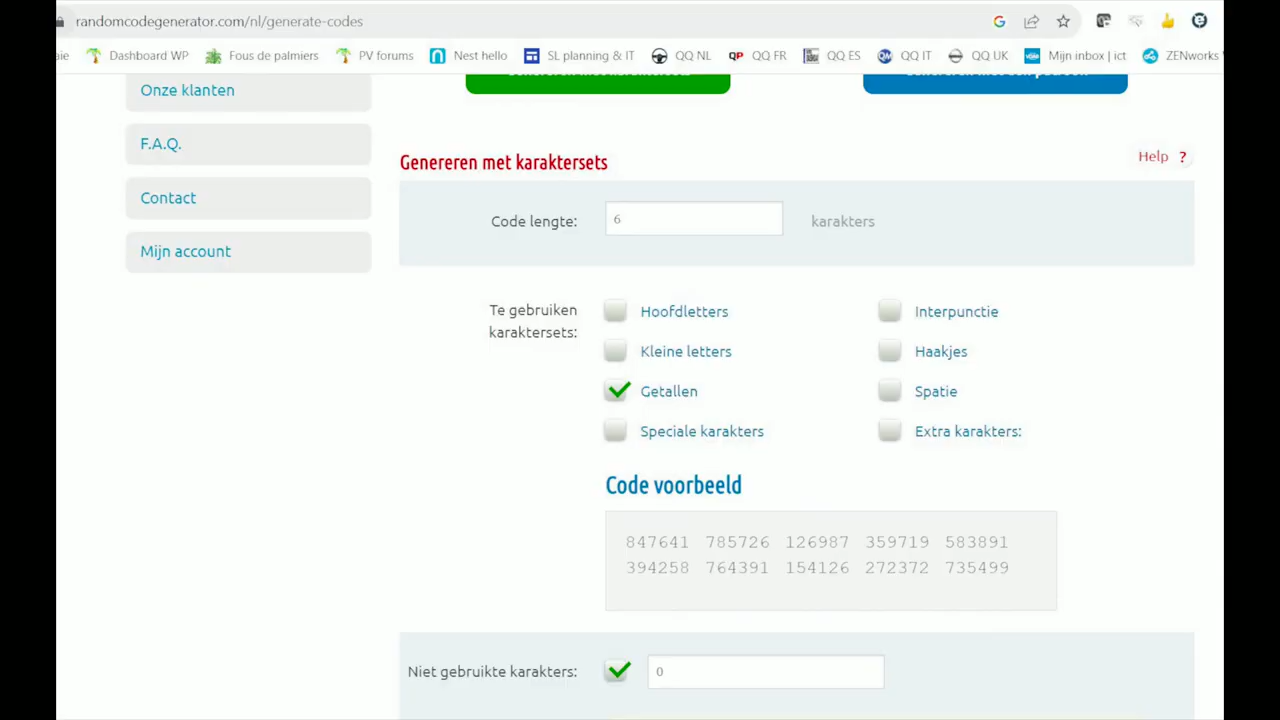 randomcodegenerator.com/nl/generate-codes
aie Dashboard WP Fous de palmiers PV forums Nest hello SL planning & IT QQ NL QQ FR QQ ES QQ IT QQ UK Mijn inbox | ict ZENworks
Onze klanten
F.A.Q.
Contact
Mijn account
Genereren met karaktersets
Help ?
Code lengte: 6 karakters
Te gebruiken karaktersets:
Hoofdletters Interpunctie
Kleine letters Haakjes
Getallen Spatie
Speciale karakters Extra karakters:
Code voorbeeld
847641 785726 126987 359719 583891
394258 764391 154126 272372 735499
Niet gebruikte karakters: 0